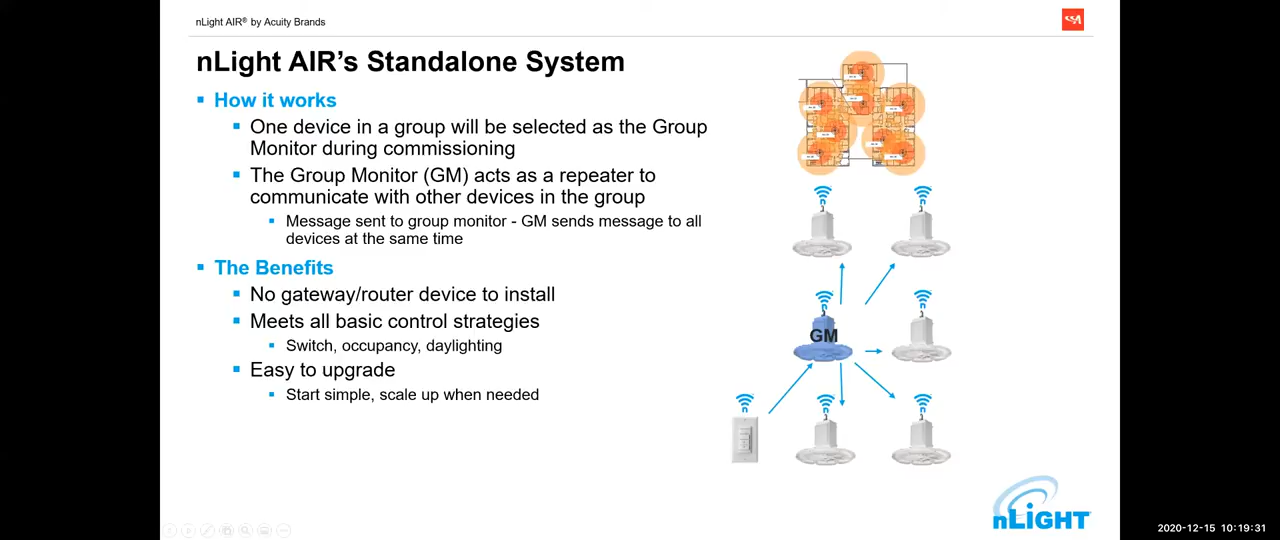 nLight AIR® by Acuity Brands
nLight AIR’s Standalone System
How it works
One device in a group will be selected as the Group
Monitor during commissioning
The Group Monitor (GM) acts as a repeater to
communicate with other devices in the group
Message sent to group monitor - GM sends message to all
devices at the same time
The Benefits
No gateway/router device to install
Meets all basic control strategies
Switch, occupancy, daylighting
Easy to upgrade
Start simple, scale up when needed
GM
nLIGHT
2020-12-15 10:19:31